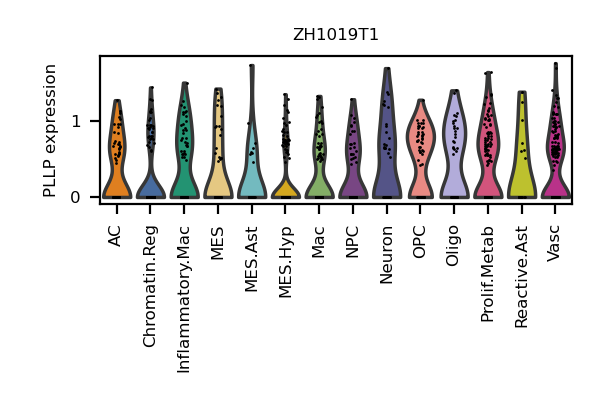 ZH1019T1
PLLP expression
1
0
AC
Chromatin.Reg
Inflammatory.Mac
MES
MES.Ast
MES.Hyp
Mac
NPC
Neuron
OPC
Oligo
Prolif.Metab
Reactive.Ast
Vasc